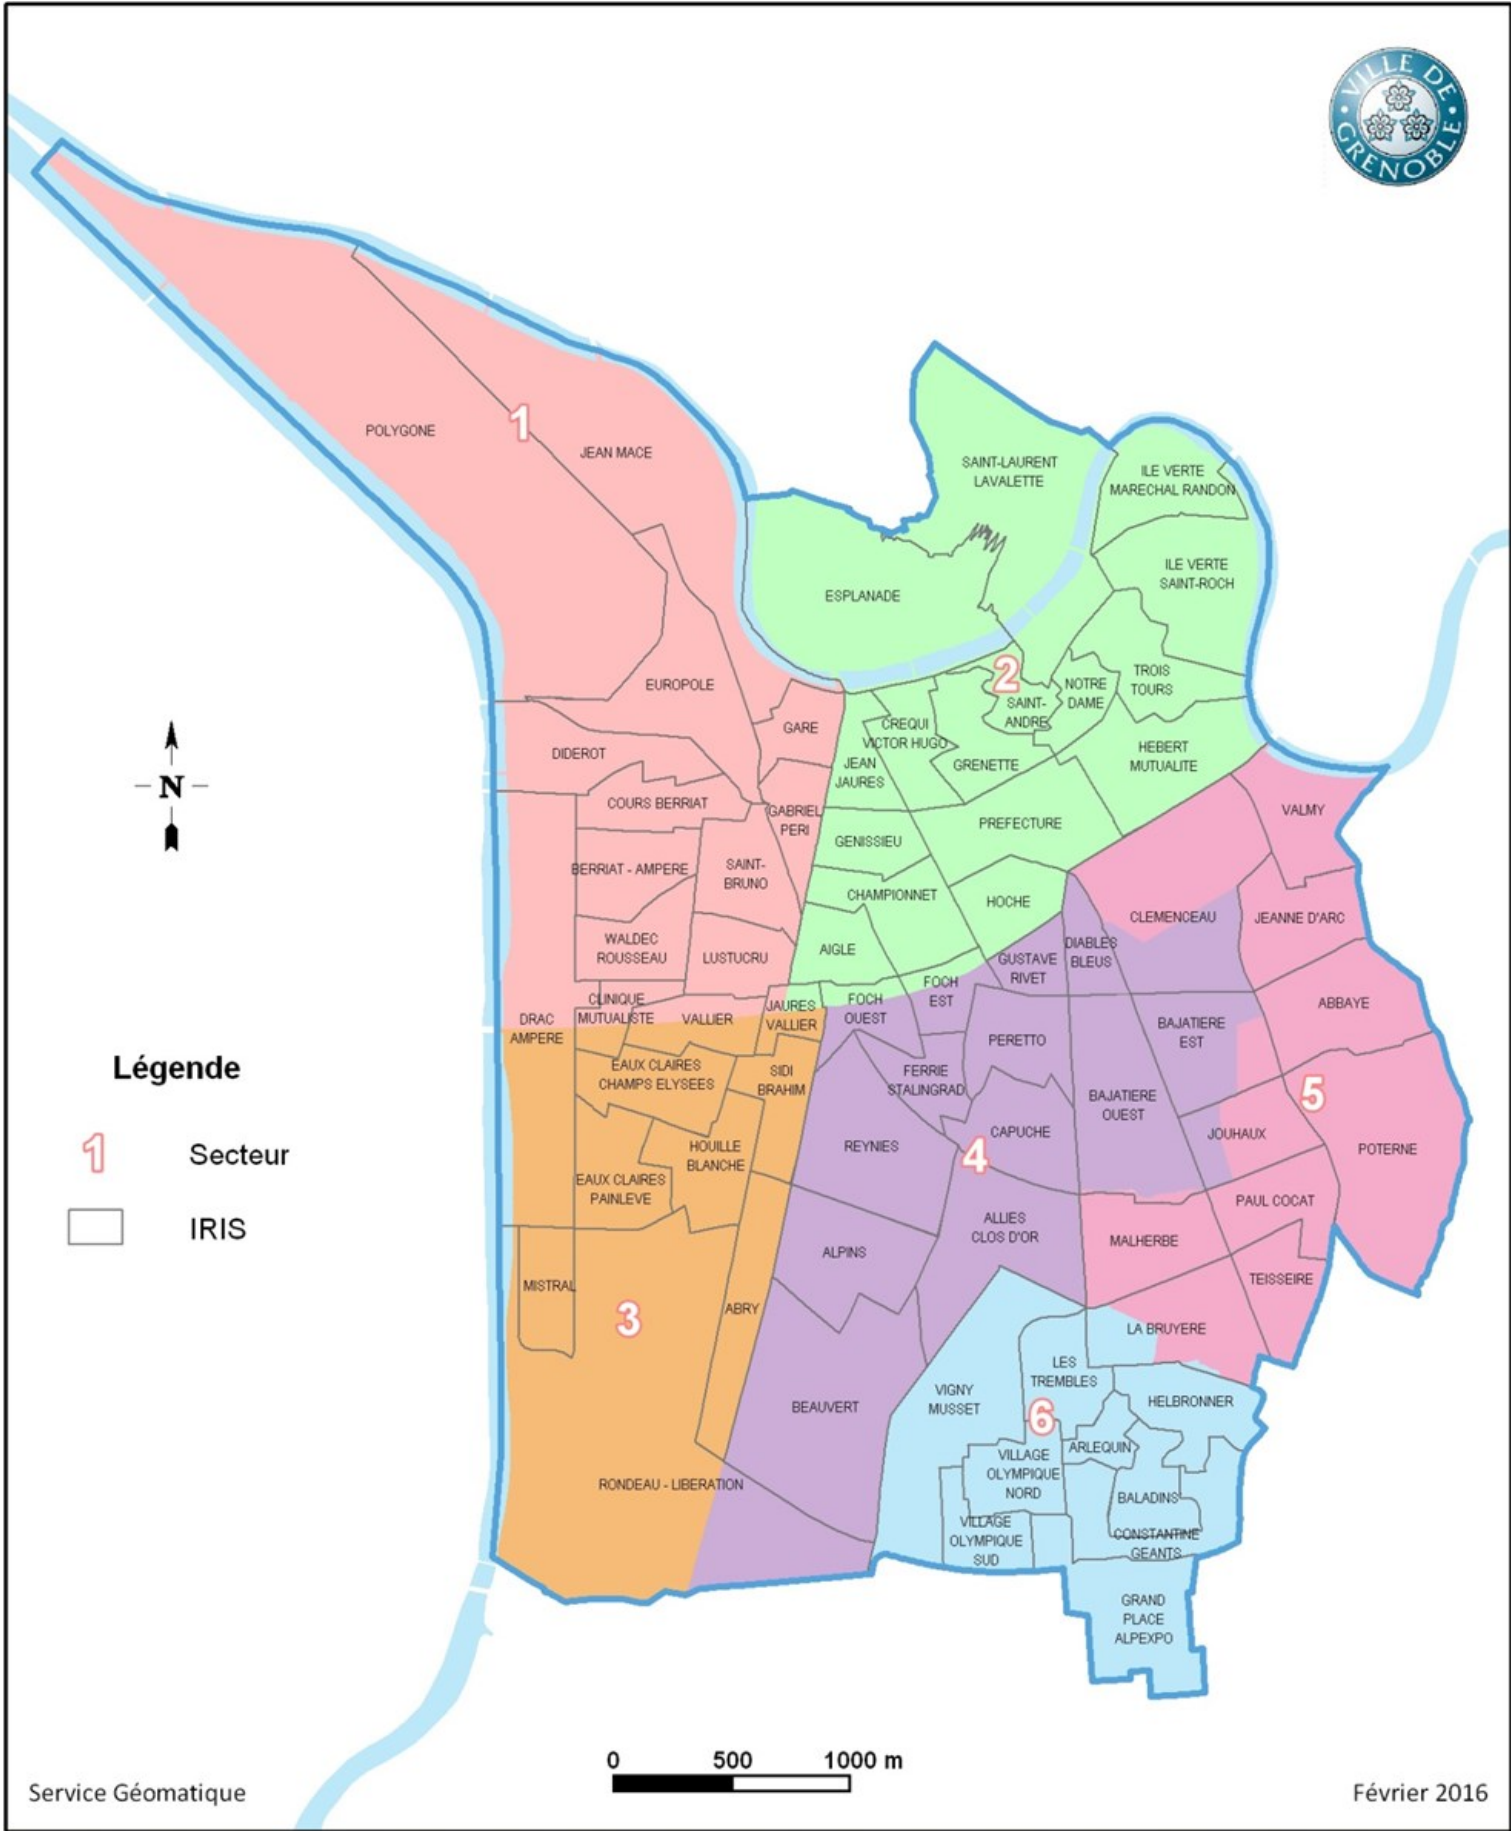 VILLE DE
GRENOBLE
POLYGONE
1
JEAN MACE
SAINT-LAURENT
LAVALETTE
ILE VERTE
MARECHAL RANDON
ILE VERTE
SAINT-ROCH
ESPLANADE
EUROPOLE
2
NOTRE
DAME
TROIS
TOURS
SAINT-
ANDRE
GARE
CREQUI
VICTOR HUGO
DIDEROT
JEAN
JAURES
GRENETTE
HEBERT
MUTUALITE
N
COURS BERRIAT
GABRIEL
PERI
VALMY
PREFECTURE
GENISSIEU
BERRIAT - AMPERE
SAINT-
BRUNO
CHAMPIONNET
HOCHE
CLEMENCEAU
JEANNE D'ARC
WALDEC
ROUSSEAU
LUSTUCRU
AIGLE
GUSTAVE
RIVET
DIABLES
BLEUS
CLINIQUE
MUTUALISTE
DRAC
AMPERE
VALLIER
JAURES
VALLIER
FOCH
OUEST
FOCH
EST
ABBAYE
BAJATIERE
EST
PERETTO
Légende
EAUX CLAIRES
CHAMPS ELYSEES
SIDI
BRAHIM
FERRIE
STALINGRAD
BAJATIERE
OUEST
5
1 Secteur
HOUILLE
BLANCHE
REYNIES
CAPUCHE
4
JOUHAUX
POTERNE
EAUX CLAIRES
PAINLEVE
IRIS
PAUL COCAT
ALLIES
CLOS D'OR
ALPINS
MALHERBE
MISTRAL
TEISSEIRE
3
ABRY
LA BRUYERE
LES
TREMBLES
VIGNY
MUSSET
HELBRONNER
BEAUVERT
6
ARLEQUIN
VILLAGE
OLYMPIQUE
NORD
RONDEAU - LIBERATION
BALADINS
VILLAGE
OLYMPIQUE
SUD
CONSTANTINE
GEANTS
GRAND
PLACE
ALPEXPO
0 500 1000 m
Service Géomatique
Février 2016